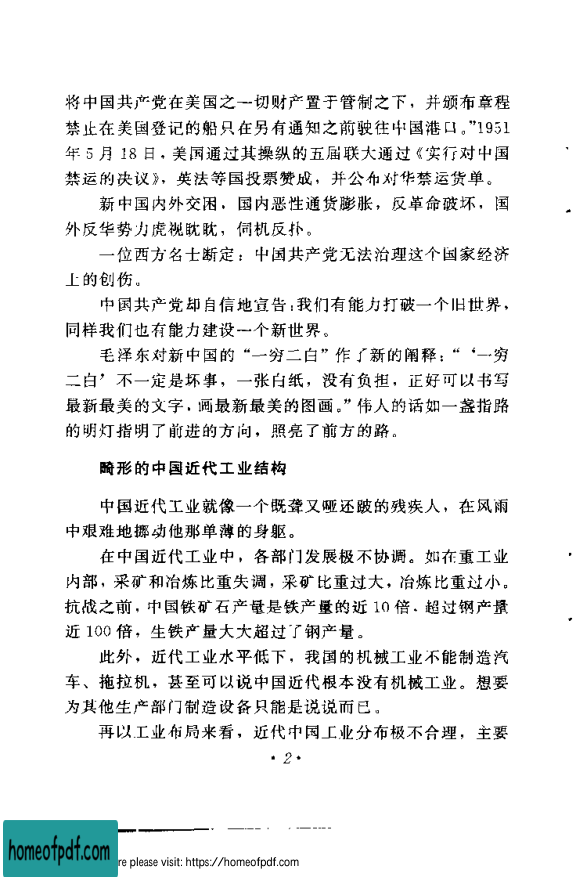 将中国共产党在美国之一切财产置于管制之下，并颁布章程
禁止在美国登记的船只在另有通知之前驶往中国港口。”1951
年5月18日，美国通过其操纵的五届联大通过《实行对中国
禁运的决议》，英法等国投票赞成，并公布对华禁运货单。
新中国内外交困，国内恶性通货膨胀，反革命破坏，国
外反华势力虎视眈眈，伺机反扑。
一位西方名士断定：中国共产党无法治理这个国家经济
上的创伤。
中国共产党却自信地宣告：我们有能力打破一个旧世界，
同样我们也有能力建设一个新世界。
毛泽东对新中国的“一穷二白”作了新的阐释：“‘一穷
二白’不一定是坏事，一张白纸，没有负担，正好可以书写
最新最美的文字，画最新最美的图画。”伟人的话如一盏指路
的明灯指明了前进的方向，照亮了前方的路。
畸形的中国近代工业结构
中国近代工业就像一个既聋又哑还跛的残疾人，在风雨
中艰难地挪动他那单薄的身躯。
在中国近代工业中，各部门发展极不协调。如在重工业
内部，采矿和冶炼比重失调，采矿比重过大，冶炼比重过小。
抗战之前，中国铁矿石产量是铁产量的近10倍，超过钢产量
近100倍，生铁产量大大超过了钢产量。
此外，近代工业水平低下，我国的机械工业不能制造汽
车、拖拉机，甚至可以说中国近代根本没有机械工业。想要
为其他生产部门制造设备只能是说说而已。
再以工业布局来看，近代中国工业分布极不合理，主要
·2·
homeofpdf.com
re please visit: https://homeofpdf.com